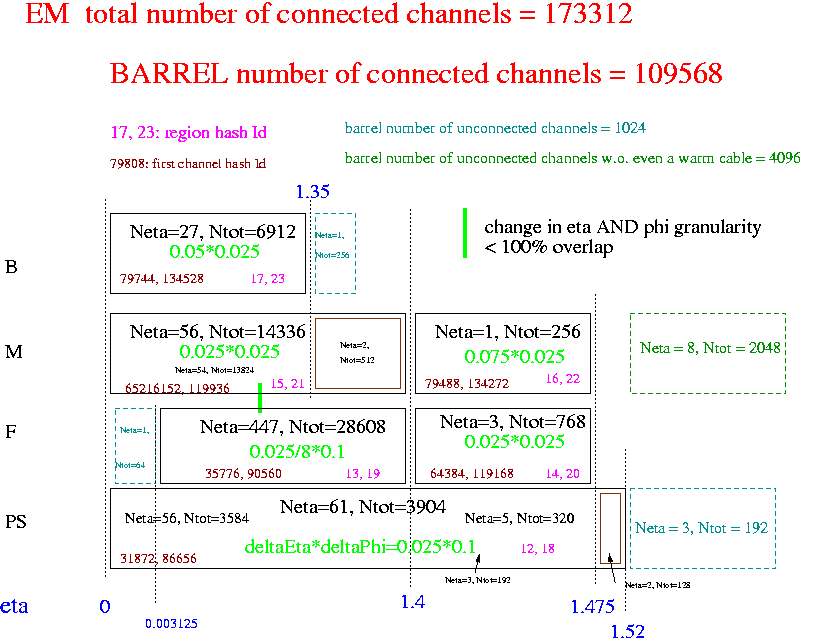 EM total number of connected channels = 173312
BARREL number of connected channels = 109568
17, 23: region hash Id
barrel number of unconnected channels = 1024
79808: first channel hash Id
barrel number of unconnected channels w.o. even a warm cable = 4096
1.35
change in eta AND phi granularity
< 100% overlap
B
Neta=27, Ntot=6912
0.05*0.025
79744, 134528
17, 23
Neta=1,
Ntot=256
M
Neta=56, Ntot=14336
0.025*0.025
Neta=54, Ntot=13824
65216152, 119936
15, 21
Neta=2,
Ntot=512
Neta=1, Ntot=256
0.075*0.025
79488, 134272
16, 22
Neta = 8, Ntot = 2048
F
Neta=1,
Ntot=64
Neta=447, Ntot=28608
0.025/8*0.1
35776, 90560
13, 19
Neta=3, Ntot=768
0.025*0.025
64384, 119168
14, 20
PS
Neta=61, Ntot=3904
Neta=56, Ntot=3584
Neta=5, Ntot=320
deltaEta*deltaPhi=0.025*0.1
31872, 86656
12, 18
Neta = 3, Ntot = 192
Neta=3, Ntot=192
Neta=2, Ntot=128
eta
0
0.003125
1.4
1.475
1.52